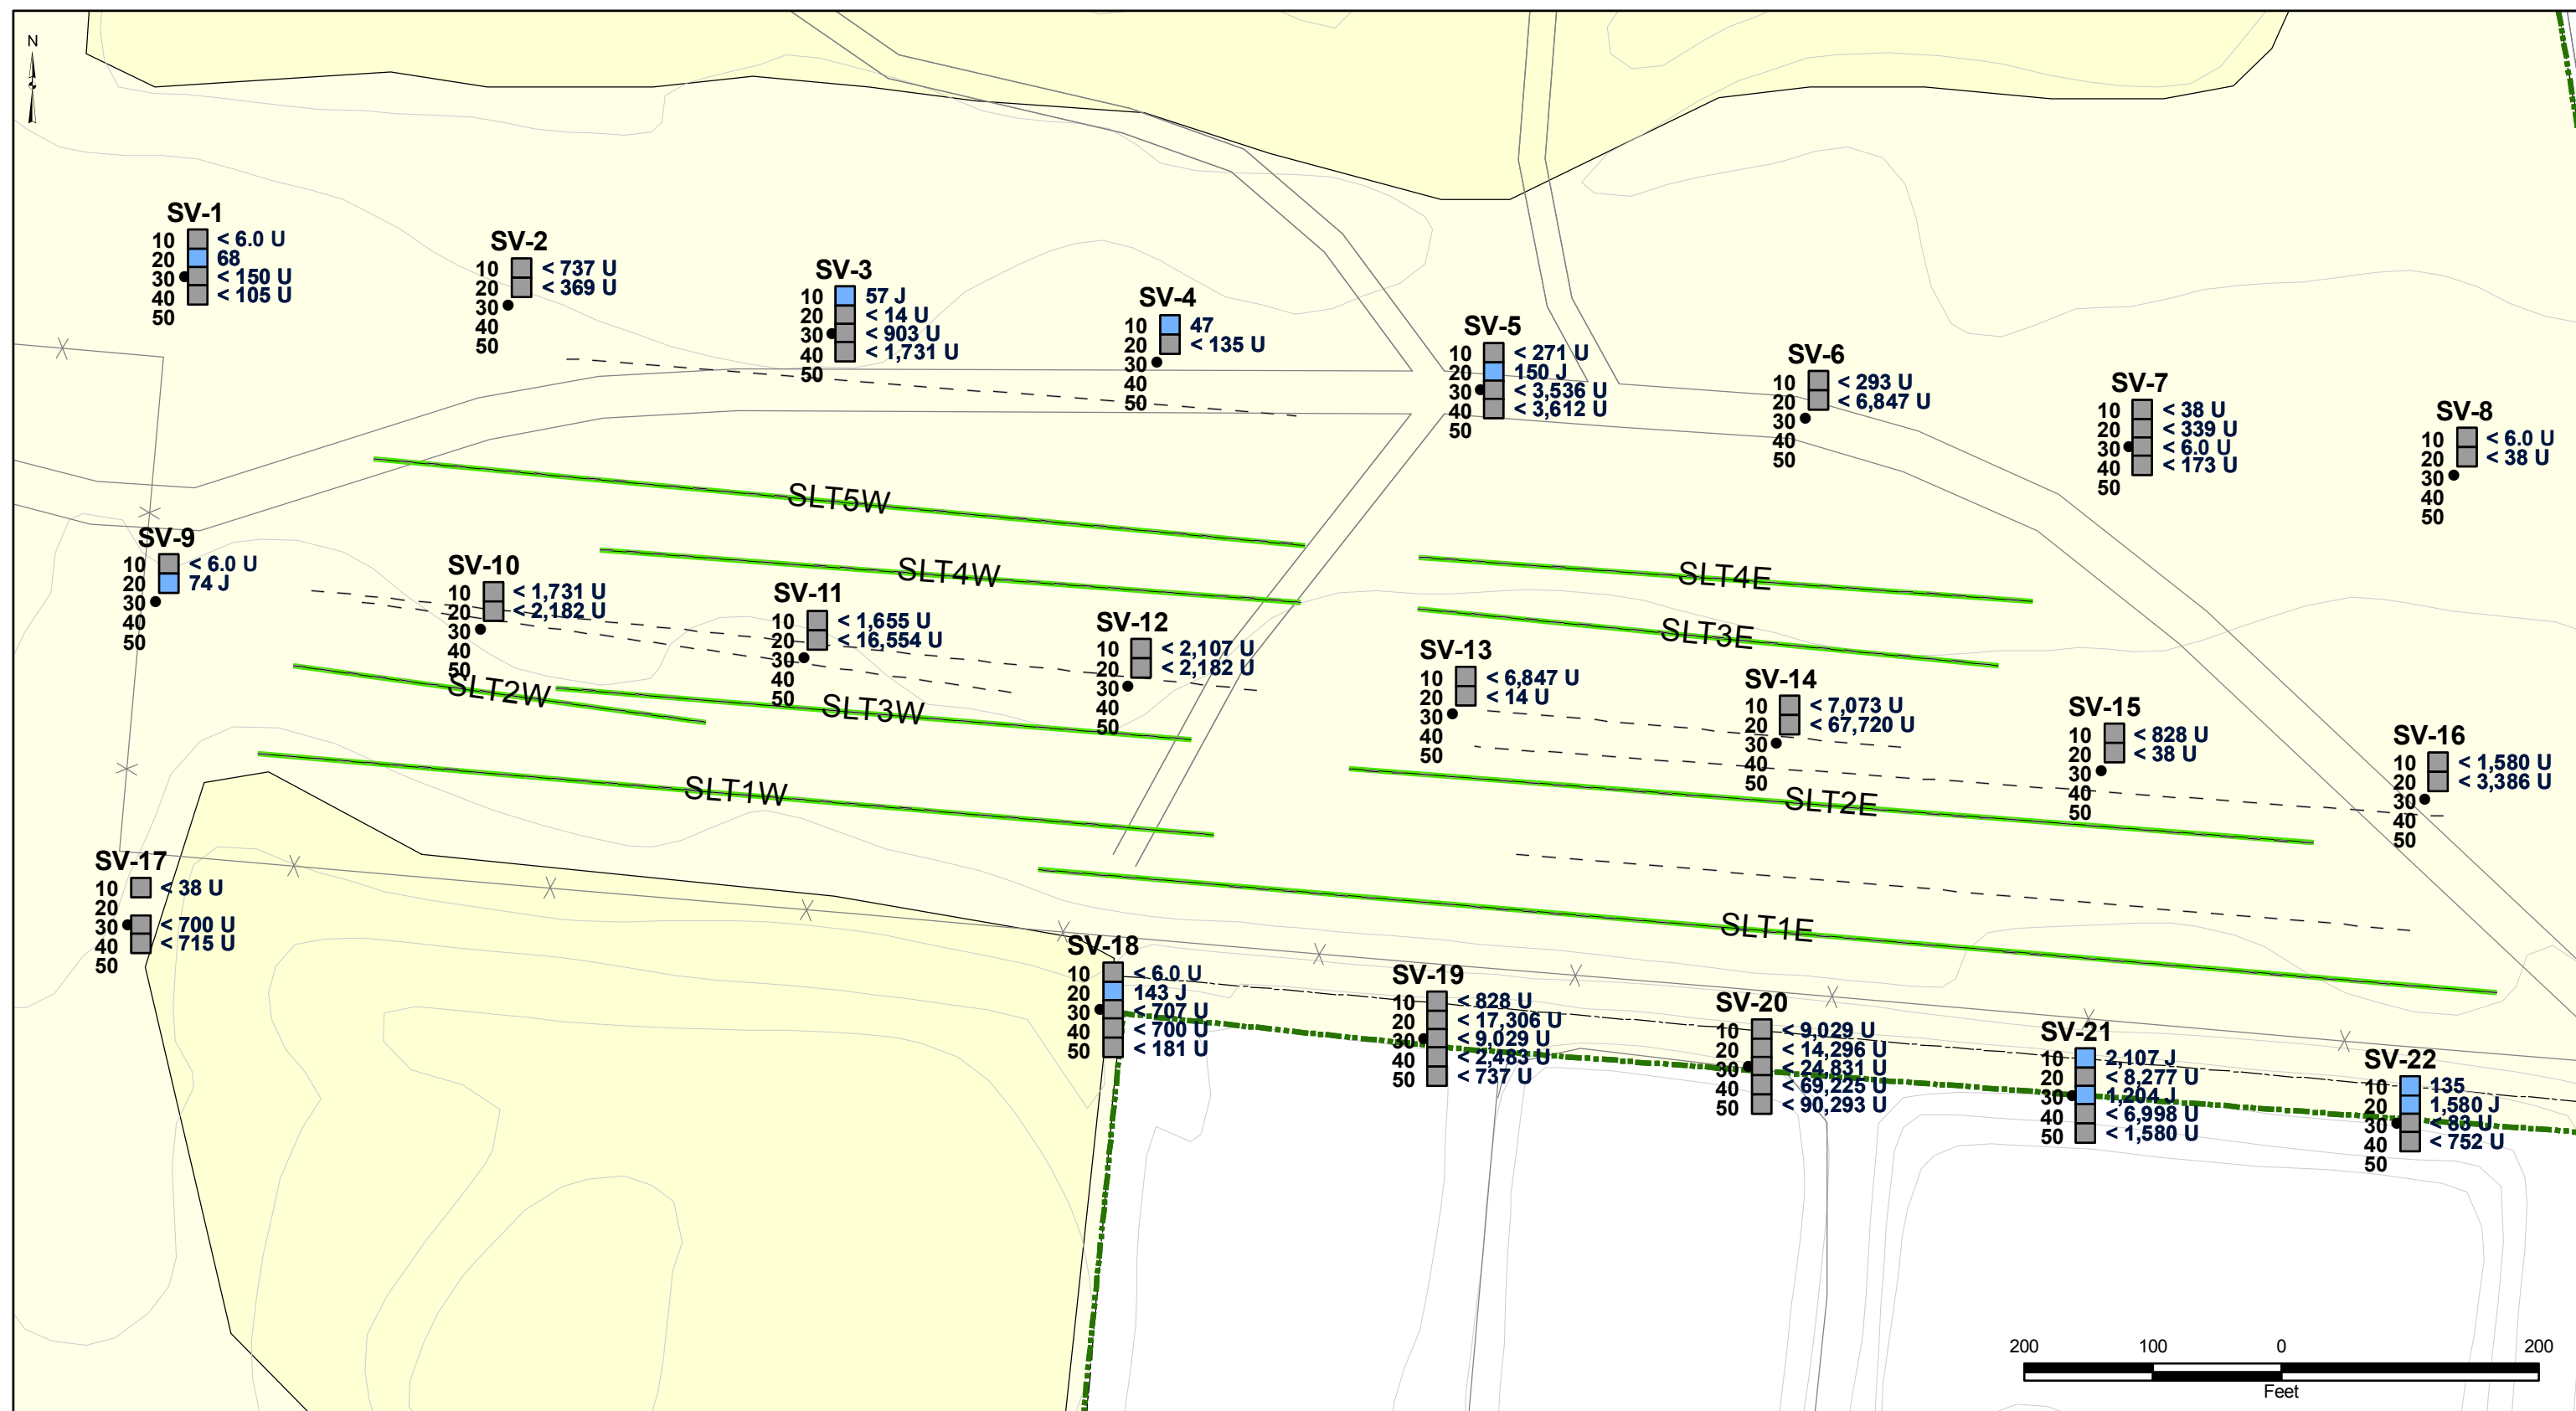 N
SV-1
10 < 6.0 U
20 68
30 < 150 U
40 < 105 U
50
SV-2
10 < 737 U
20 < 369 U
30
40
50
SV-3
10 57 J
20 < 14 U
30 < 903 U
40 < 1,731 U
50
SV-4
10 47
20 < 135 U
30
40
50
SV-5
10 < 271 U
20 150 J
30 < 3,536 U
40 < 3,612 U
50
SV-6
10 < 293 U
20 < 6,847 U
30
40
50
SV-7
10 < 38 U
20 < 339 U
30 < 6.0 U
40 < 173 U
50
SV-8
10 < 6.0 U
20 < 38 U
30
40
50
SLT5W
SLT4W
SLT4E
SLT3E
SV-9
10 < 6.0 U
20 74 J
30
40
50
SV-10
10 < 1,731 U
20 < 2,182 U
30
40
50
SV-11
10 < 1,655 U
20 < 16,554 U
30
40
50
SV-12
10 < 2,107 U
20 < 2,182 U
30
40
50
SV-13
10 < 6,847 U
20 < 14 U
30
40
50
SV-14
10 < 7,073 U
20 < 67,720 U
30
40
50
SV-15
10 < 828 U
20 < 38 U
30
40
50
SV-16
10 < 1,580 U
20 < 3,386 U
30
40
50
SLT2W
SLT3W
SLT1W
SLT2E
SLT1E
SV-17
10 < 38 U
20
30 < 700 U
40 < 715 U
50
SV-18
10 < 6.0 U
20 143 J
30 < 707 U
40 < 700 U
50 < 181 U
SV-19
10 < 828 U
20 < 17,306 U
30 < 9,029 U
40 < 2,483 U
50 < 737 U
SV-20
10 < 9,029 U
20 < 14,296 U
30 < 24,831 U
40 < 69,225 U
50 < 90,293 U
SV-21
10 2,107 J
20 < 8,277 U
30 1,204 J
40 < 6,998 U
50 < 1,580 U
SV-22
10 135
20 1,580 J
30 < 83 U
40 < 752 U
50
200 100 0 200
Feet